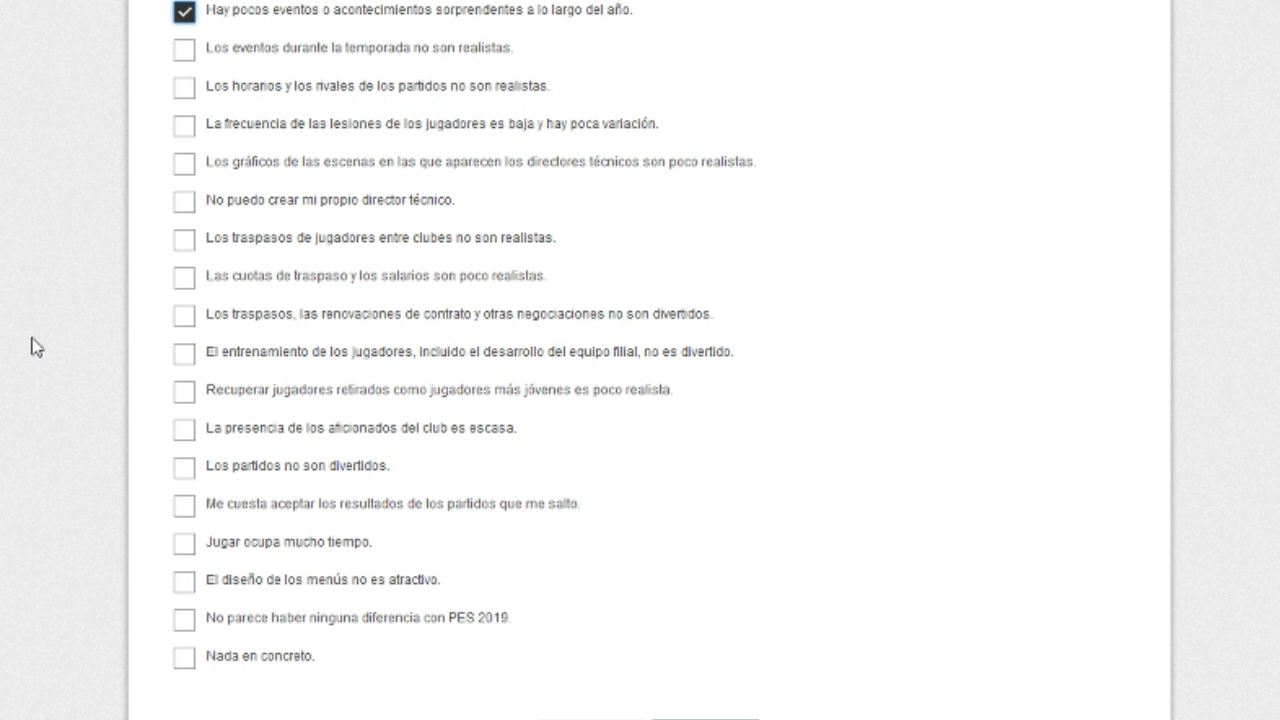 Hay pocos eventos o acontecimientos sorprendentes a lo largo del año.
Los eventos durante la temporada no son realistas.
Los horarios y los rivales de los partidos no son realistas.
La frecuencia de las lesiones de los jugadores es baja y hay poca variación.
Los gráficos de las escenas en las que aparecen los directores técnicos son poco realistas.
No puedo crear mi propio director técnico.
Los traspasos de jugadores entre clubes no son realistas.
Las cuotas de traspaso y los salarios son poco realistas.
Los traspasos, las renovaciones de contrato y otras negociaciones no son divertidos.
El entrenamiento de los jugadores, incluido el desarrollo del equipo filial, no es divertido.
Recuperar jugadores retirados como jugadores más jóvenes es poco realista.
La presencia de los aficionados del club es escasa.
Los partidos no son divertidos.
Me cuesta aceptar los resultados de los partidos que me salto.
Jugar ocupa mucho tiempo.
El diseño de los menús no es atractivo.
No parece haber ninguna diferencia con PES 2019.
Nada en concreto.